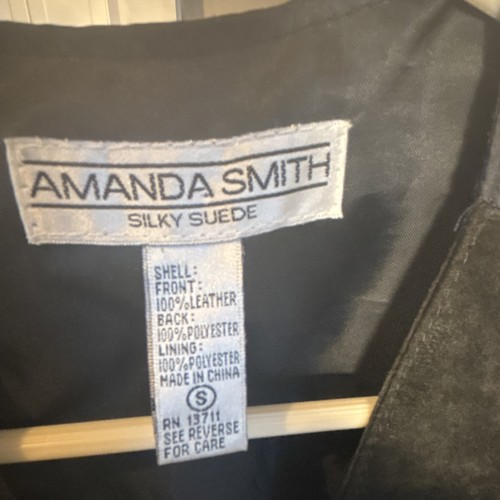 AMANDA SMITH
SILKY SUEDE
SHELL:
FRONT:
100%LEATHER
BACK:
100%POLYESTER
LINING:
100%POLYESTER
MADE IN CHINA
S
RN 13711
SEE REVERSE
FOR CARE